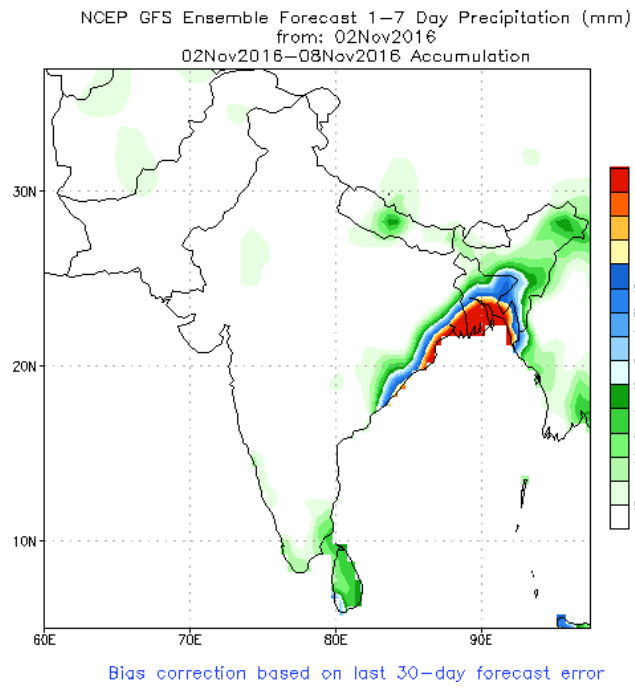 NCEP GFS Ensemble Forecast 1-7 Day Precipitation (mm)
from: 02Nov2016
02Nov2016-08Nov2016 Accumulation
30N
20N
10N
60E
70E
80E
90E
Bias correction based on last 30-day forecast error